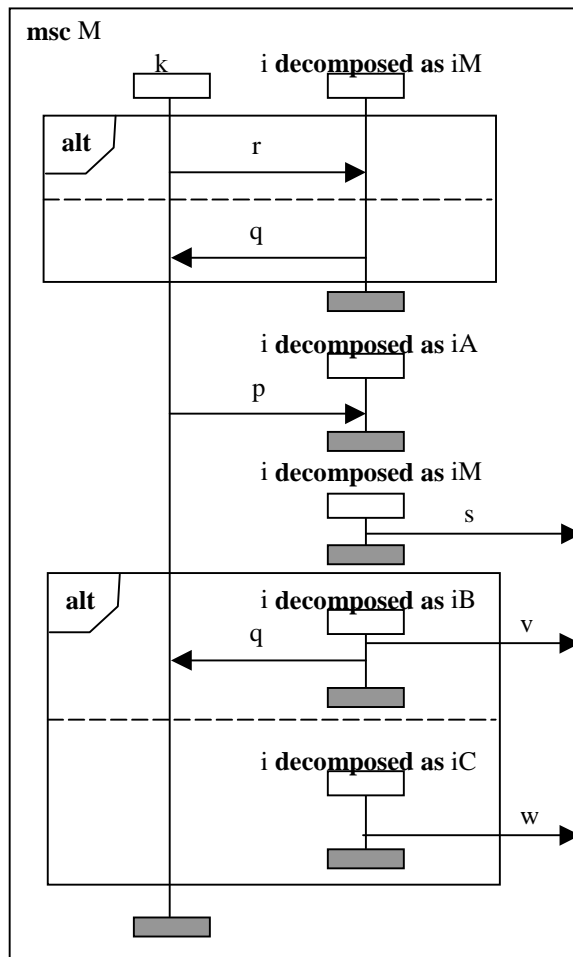 msc M
k
i decomposed as iM
alt
r
q
i decomposed as iA
p
i decomposed as iM
s
alt
i decomposed as iB
q
v
i decomposed as iC
w